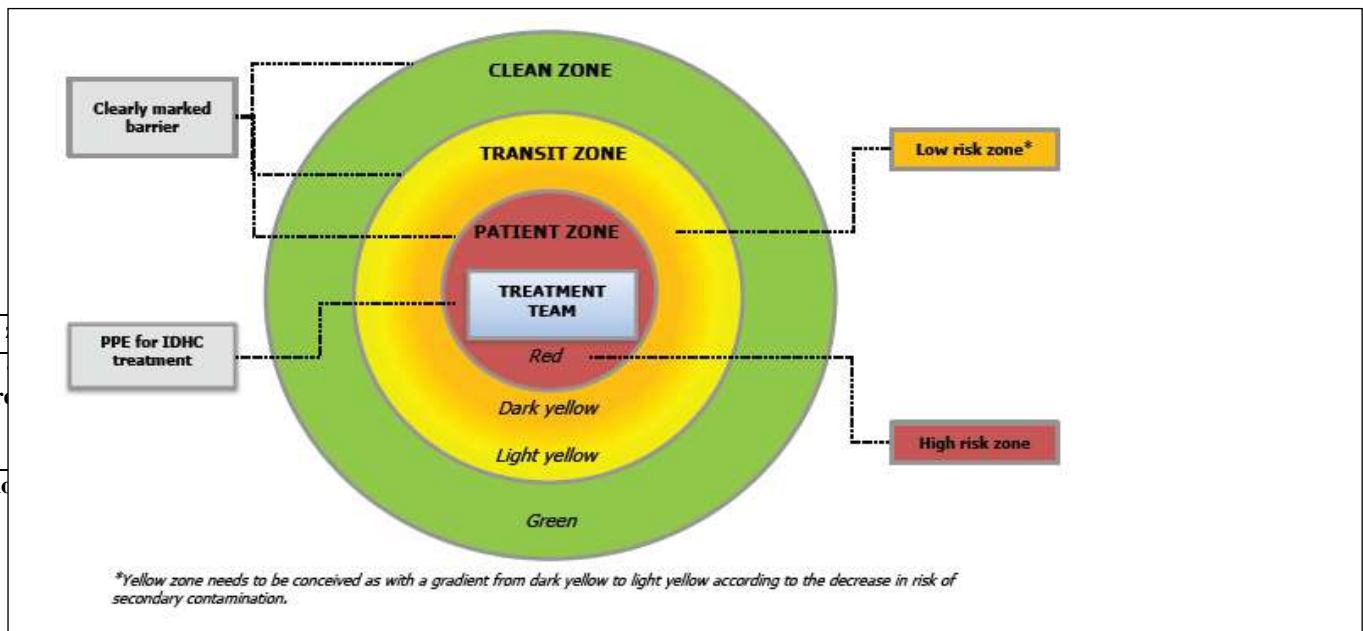 CLEAN ZONE
Clearly marked
barrier
TRANSIT ZONE
Low risk zone*
PATIENT ZONE
TREATMENT
TEAM
PPE for IDHC
treatment
Red
Dark yellow
High risk zone
Light yellow
Green
*Yellow zone needs to be conceived as with a gradient from dark yellow to light yellow according to the decrease in risk of
secondary contamination.